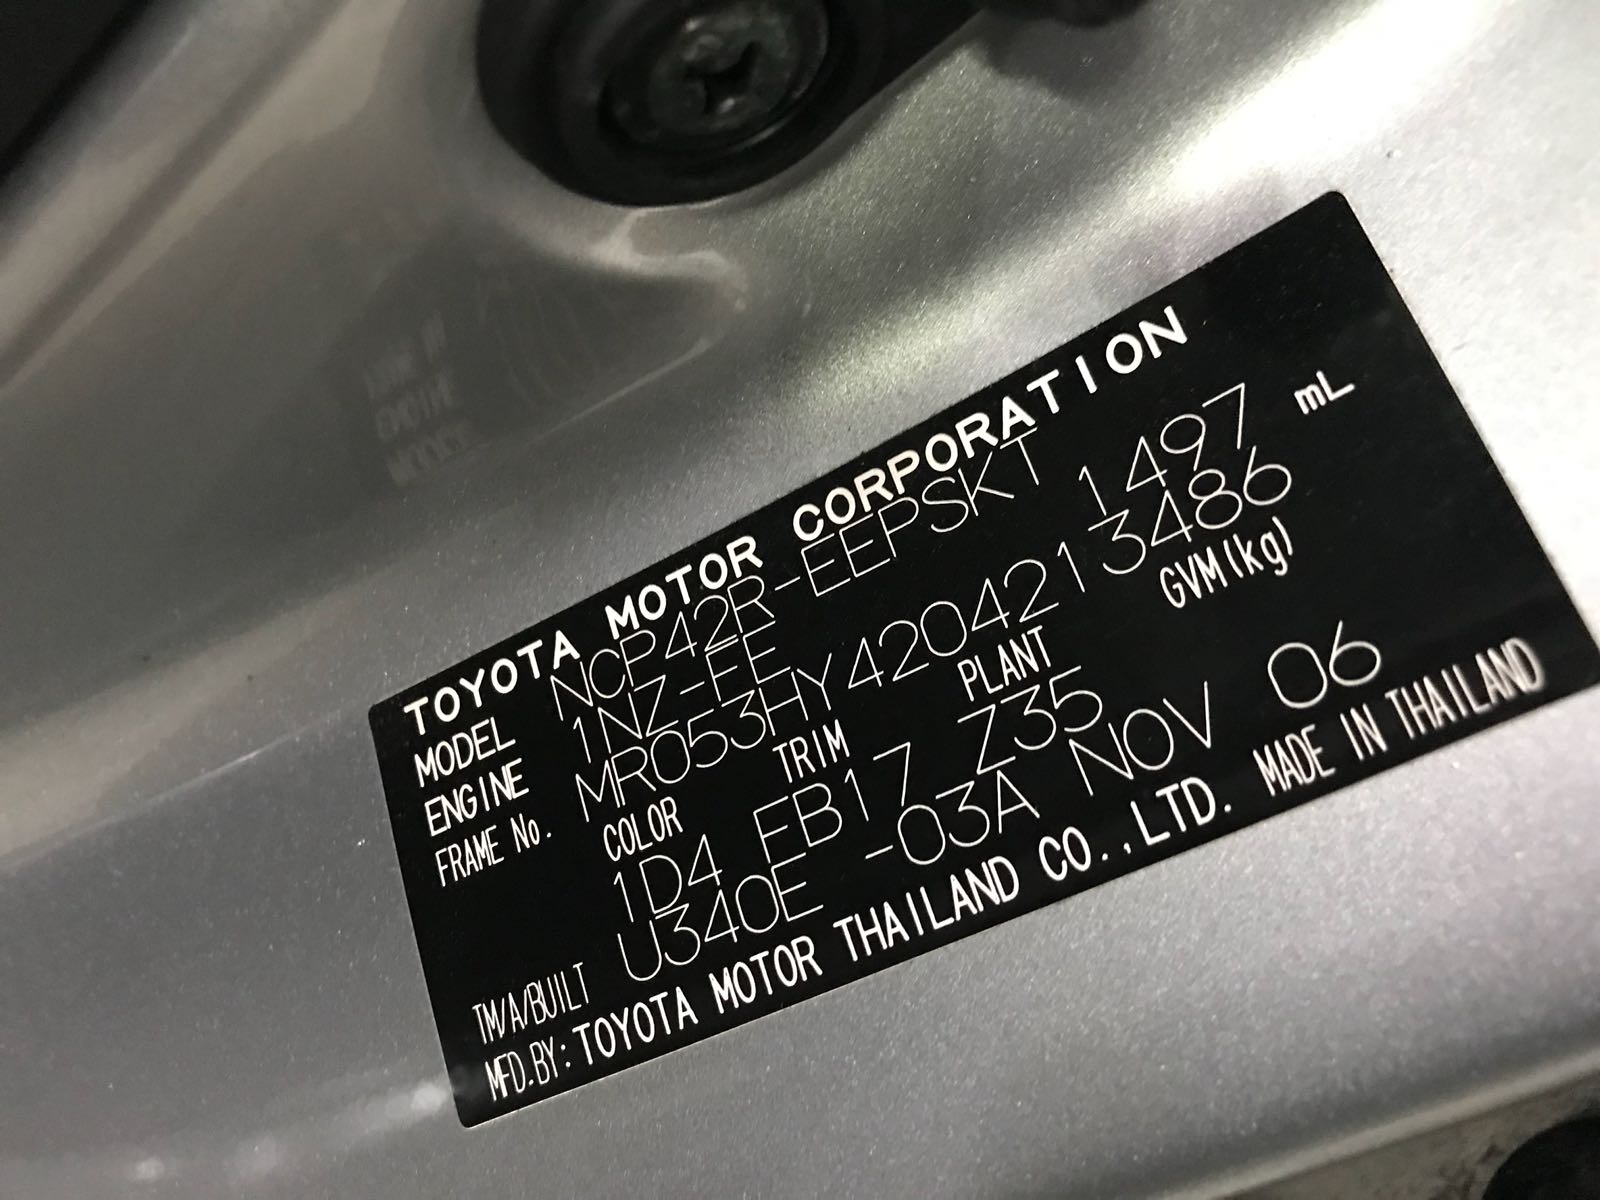 TOYOTA MOTOR CORPORATION
MODEL NCP42R-EEPSKT
ENGINE 1NZ-FE 1497 mL
FRAME No. MR053HY4204213486
COLOR TRIM PLANT GVM(kg)
1D4 FB17 Z35
TM/A/BUILT U340E -03A NOV 06
MFD.BY: TOYOTA MOTOR THAILAND CO.,LTD. MADE IN THAILAND